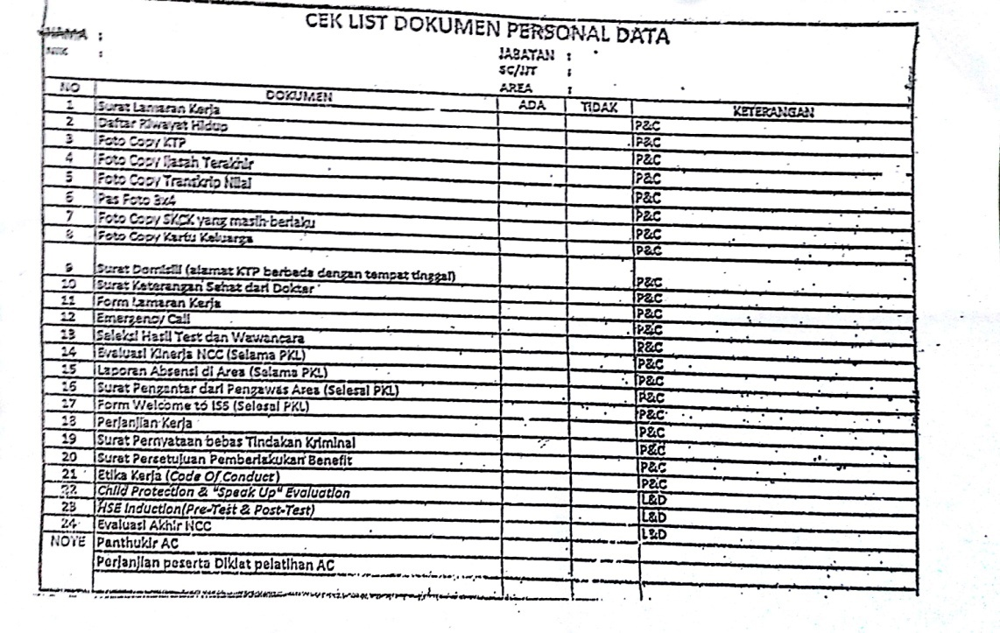 CEK LIST DOKUMEN PERSONAL DATA
NAMA :
NIK :
JABATAN :
SC/IJT :
AREA :
NO DOKUMEN ADA TIDAK KETERANGAN
1 Surat Lamaran Kerja P&C
2 Daftar Riwayat Hidup P&C
3 Foto Copy KTP P&C
4 Foto Copy Ijasah Terakhir P&C
5 Foto Copy Transkrip Nilai P&C
6 Pas Foto 3x4 P&C
7 Foto Copy SKCK yang masih berlaku P&C
8 Foto Copy Kartu Keluarga P&C
9 Surat Domisili (alamat KTP berbeda dengan tempat tinggal) P&C
10 Surat Keterangan Sehat dari Dokter P&C
11 Form Lamaran Kerja P&C
12 Emergency Call P&C
13 Seleksi Hasil Test dan Wawancara P&C
14 Evaluasi Kinerja NCC (Selama PKL) P&C
15 Laporan Absensi di Area (Selama PKL) P&C
16 Surat Pengantar dari Pengawas Area (Selesai PKL) P&C
17 Form Welcome to ISS (Selesai PKL) P&C
18 Perjanjian Kerja P&C
19 Surat Pernyataan bebas Tindakan Kriminal P&C
20 Surat Persetujuan Pemberlakukan Benefit P&C
21 Etika Kerja (Code Of Conduct) P&C
22 Child Protection & "Speak Up" Evaluation L&D
23 HSE Induction(Pre-Test & Post-Test) L&D
24 Evaluasi Akhir NCC L&D
NOTE Panthukir AC
Perjanjian peserta Diklat pelatihan AC